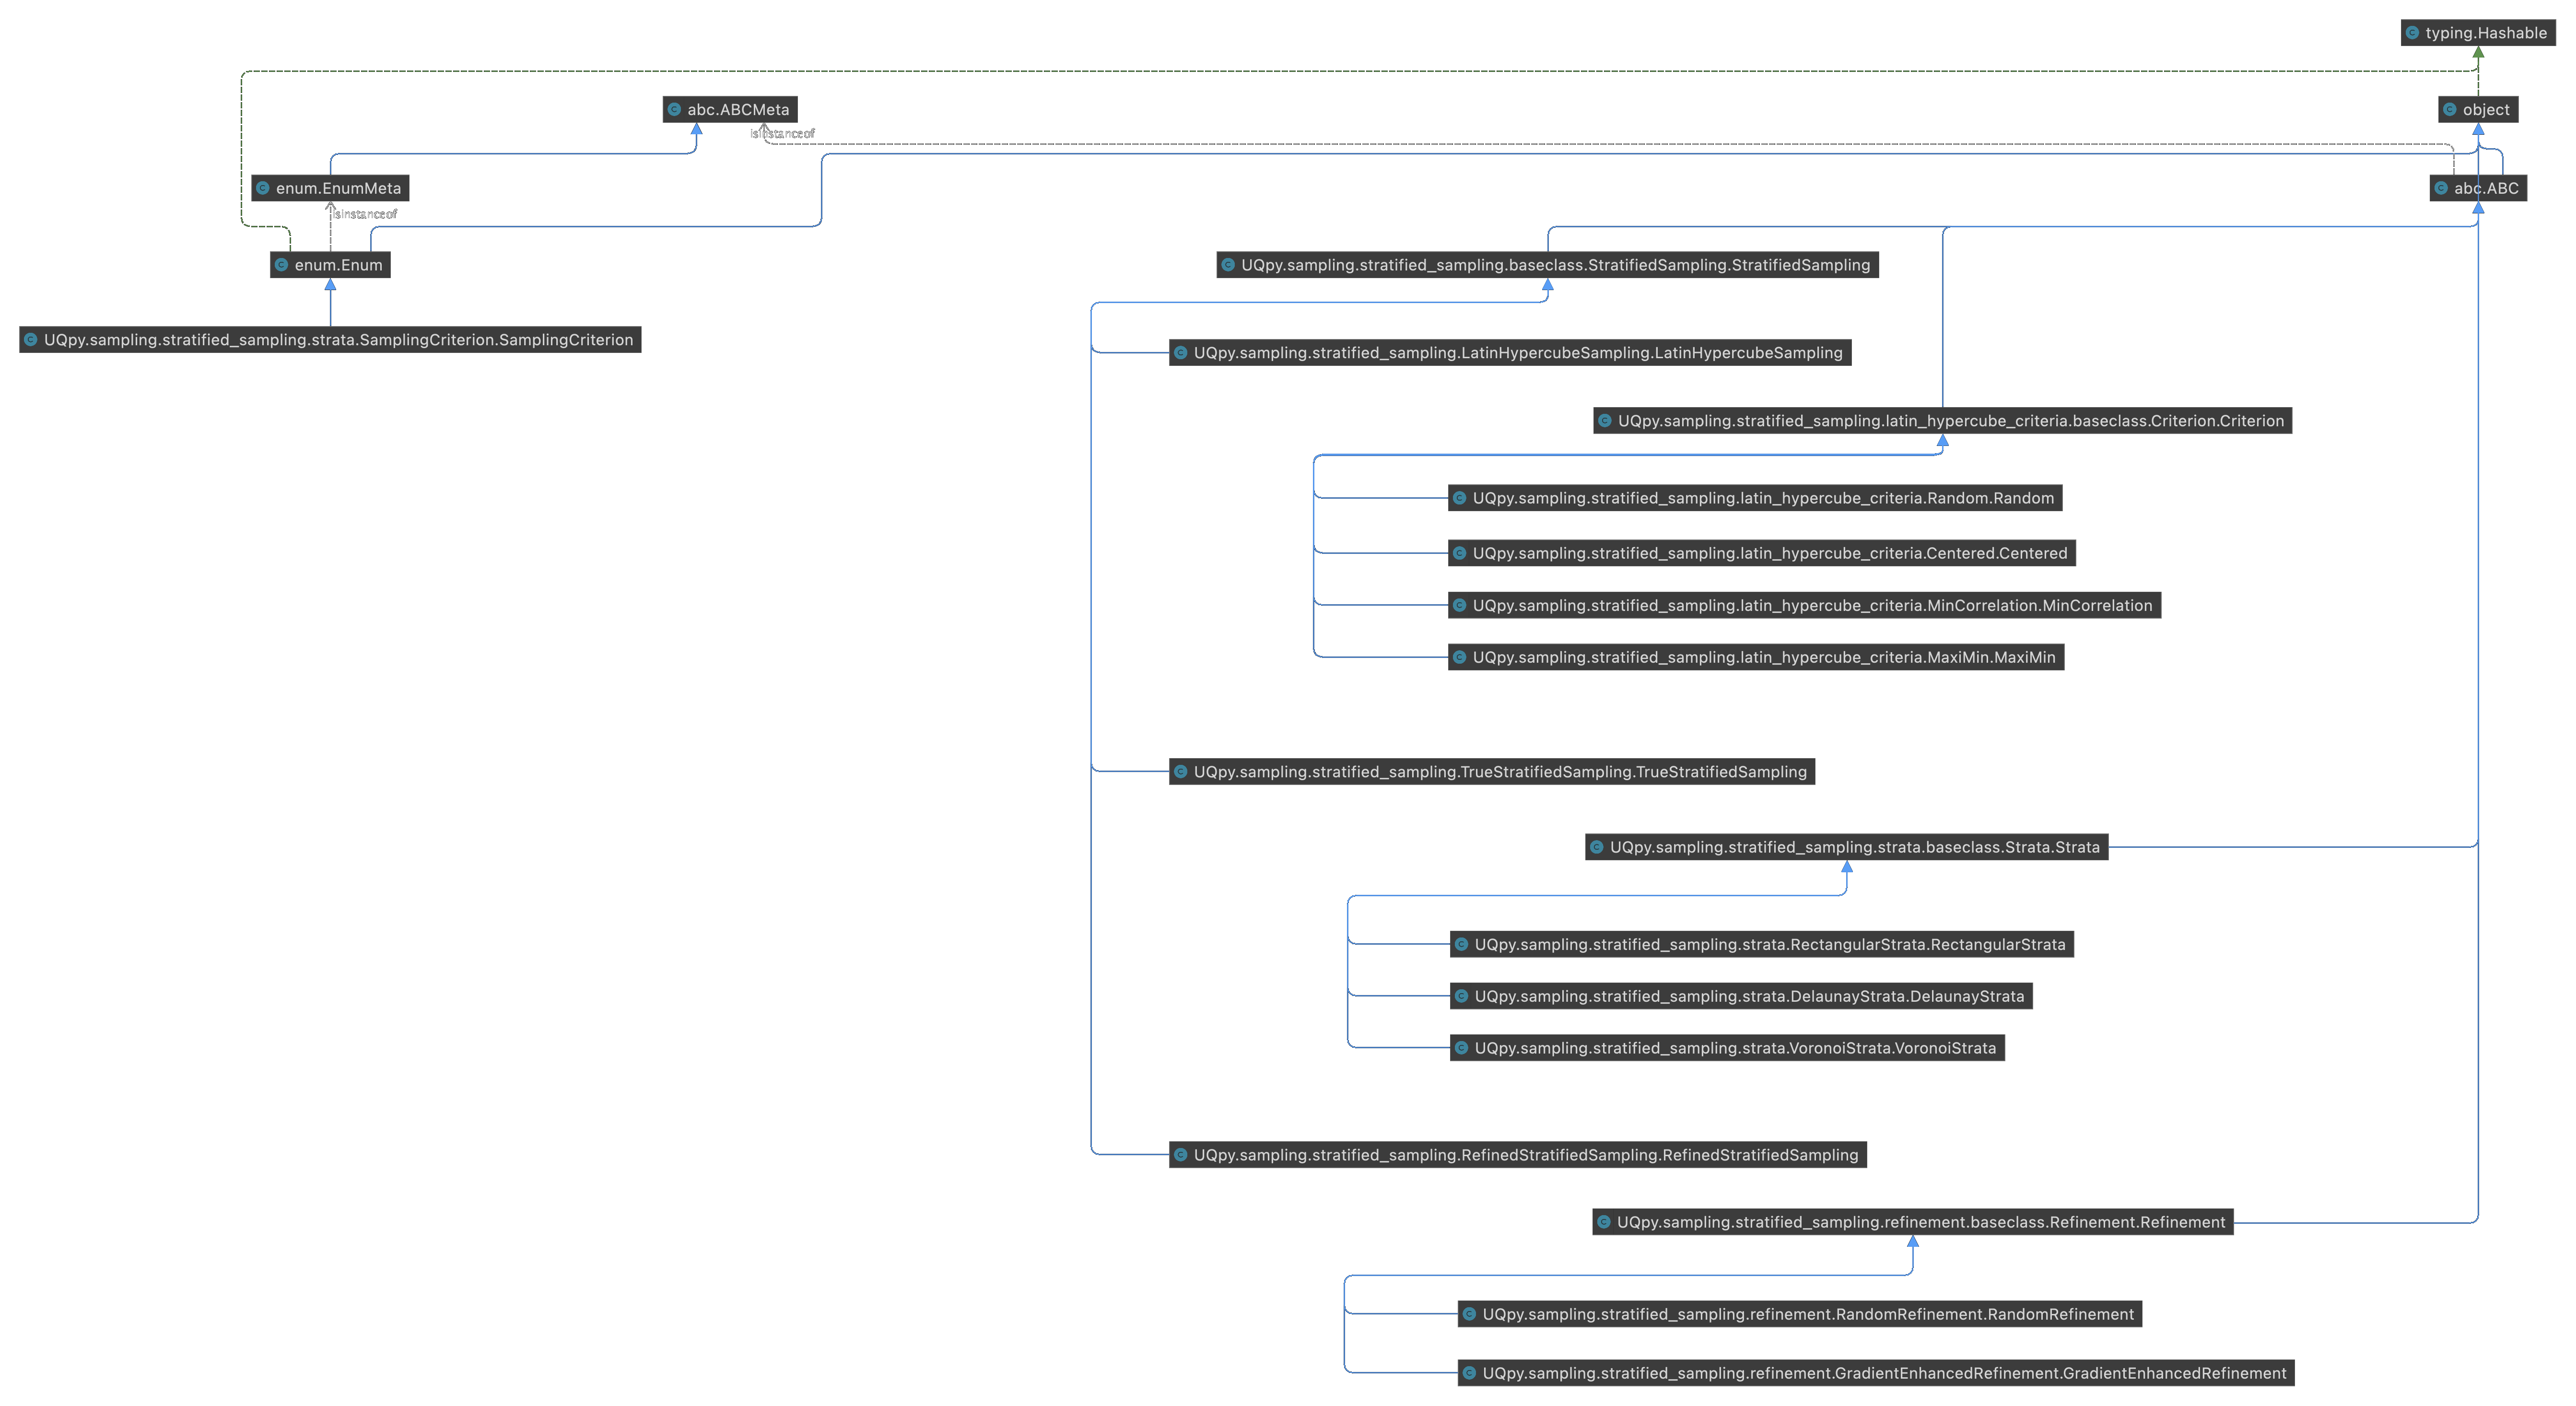 typing.Hashable
abc.ABCMeta
object
isinstanceof
enum.EnumMeta
abc.ABC
isinstanceof
enum.Enum
UQpy.sampling.stratified_sampling.baseclass.StratifiedSampling.StratifiedSampling
UQpy.sampling.stratified_sampling.strata.SamplingCriterion.SamplingCriterion
UQpy.sampling.stratified_sampling.LatinHypercubeSampling.LatinHypercubeSampling
UQpy.sampling.stratified_sampling.latin_hypercube_criteria.baseclass.Criterion.Criterion
UQpy.sampling.stratified_sampling.latin_hypercube_criteria.Random.Random
UQpy.sampling.stratified_sampling.latin_hypercube_criteria.Centered.Centered
UQpy.sampling.stratified_sampling.latin_hypercube_criteria.MinCorrelation.MinCorrelation
UQpy.sampling.stratified_sampling.latin_hypercube_criteria.MaxiMin.MaxiMin
UQpy.sampling.stratified_sampling.TrueStratifiedSampling.TrueStratifiedSampling
UQpy.sampling.stratified_sampling.strata.baseclass.Strata.Strata
UQpy.sampling.stratified_sampling.strata.RectangularStrata.RectangularStrata
UQpy.sampling.stratified_sampling.strata.DelaunayStrata.DelaunayStrata
UQpy.sampling.stratified_sampling.strata.VoronoiStrata.VoronoiStrata
UQpy.sampling.stratified_sampling.RefinedStratifiedSampling.RefinedStratifiedSampling
UQpy.sampling.stratified_sampling.refinement.baseclass.Refinement.Refinement
UQpy.sampling.stratified_sampling.refinement.RandomRefinement.RandomRefinement
UQpy.sampling.stratified_sampling.refinement.GradientEnhancedRefinement.GradientEnhancedRefinement